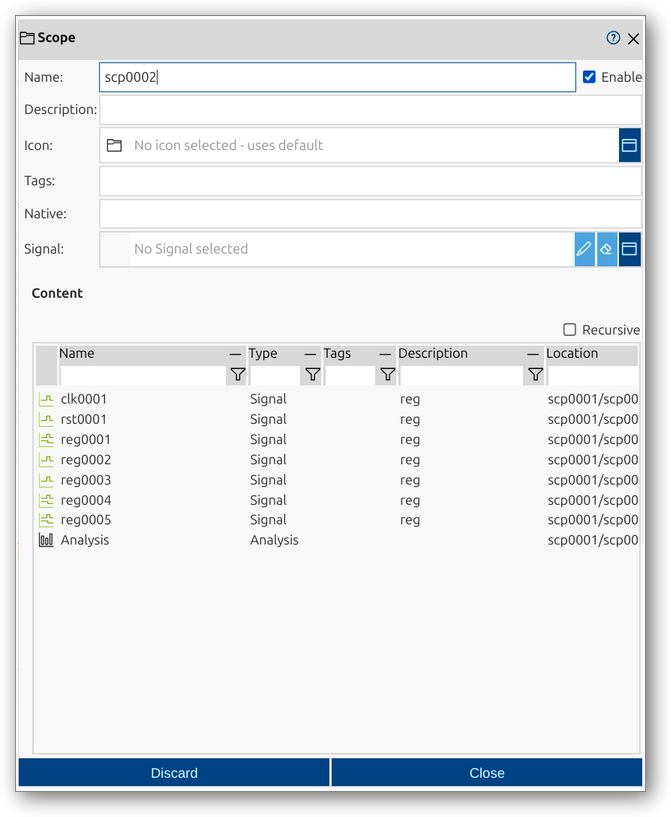 Scope
Name: scp0002 Enable
Description:
Icon: No icon selected - uses default
Tags:
Native:
Signal: No Signal selected
Content
Recursive
Name Type Tags Description Location
clk0001 Signal reg scp0001/scp00
rst0001 Signal reg scp0001/scp00
reg0001 Signal reg scp0001/scp00
reg0002 Signal reg scp0001/scp00
reg0003 Signal reg scp0001/scp00
reg0004 Signal reg scp0001/scp00
reg0005 Signal reg scp0001/scp00
Analysis Analysis scp0001/scp00
Discard Close